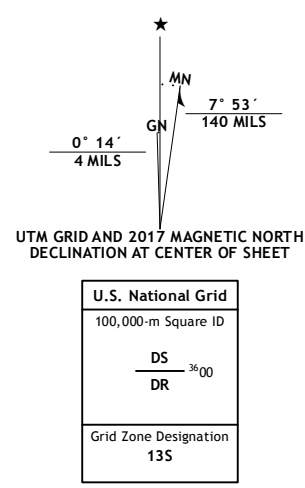 ★
MN
7° 53´
140 MILS
GN
0° 14´
4 MILS
UTM GRID AND 2017 MAGNETIC NORTH
DECLINATION AT CENTER OF SHEET
U.S. National Grid
100,000-m Square ID
DS
3600
DR
Grid Zone Designation
13S